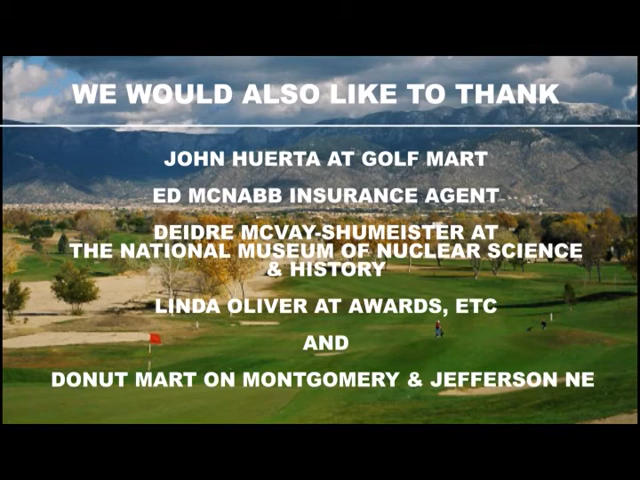 WE WOULD ALSO LIKE TO THANK
JOHN HUERTA AT GOLF MART
ED MCNABB INSURANCE AGENT
DEIDRE MCVAY-SHUMEISTER AT
THE NATIONAL MUSEUM OF NUCLEAR SCIENCE
& HISTORY
LINDA OLIVER AT AWARDS, ETC
AND
DONUT MART ON MONTGOMERY & JEFFERSON NE